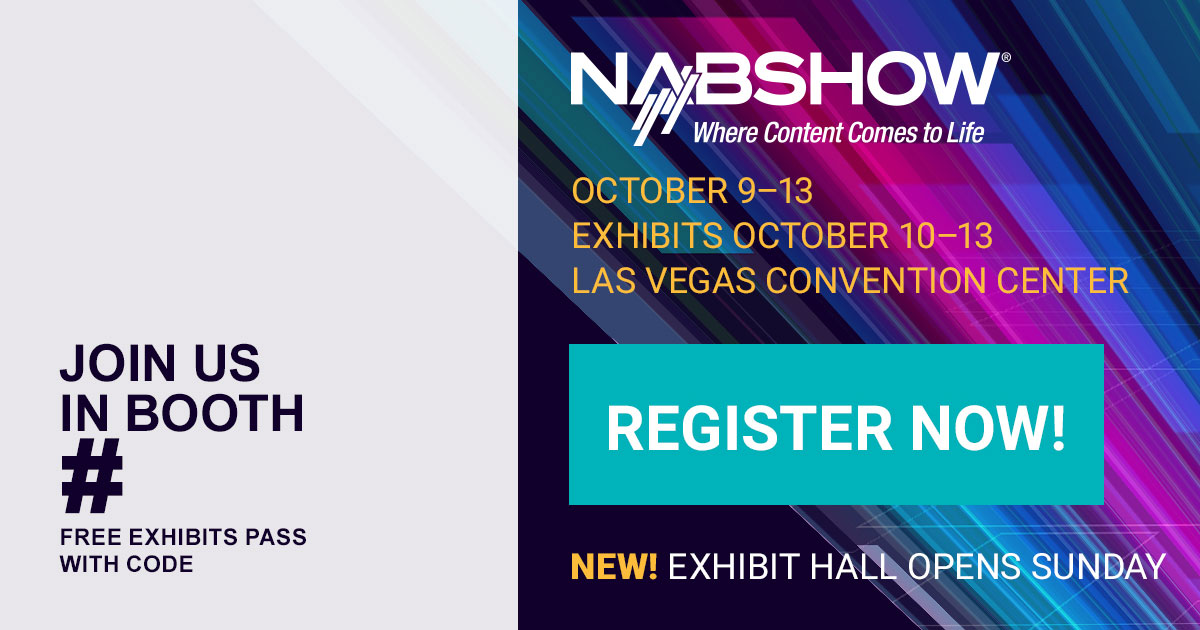 JOIN US
IN BOOTH
#
FREE EXHIBITS PASS
WITH CODE
NABSHOW®
Where Content Comes to Life
OCTOBER 9–13
EXHIBITS OCTOBER 10–13
LAS VEGAS CONVENTION CENTER
REGISTER NOW!
NEW! EXHIBIT HALL OPENS SUNDAY